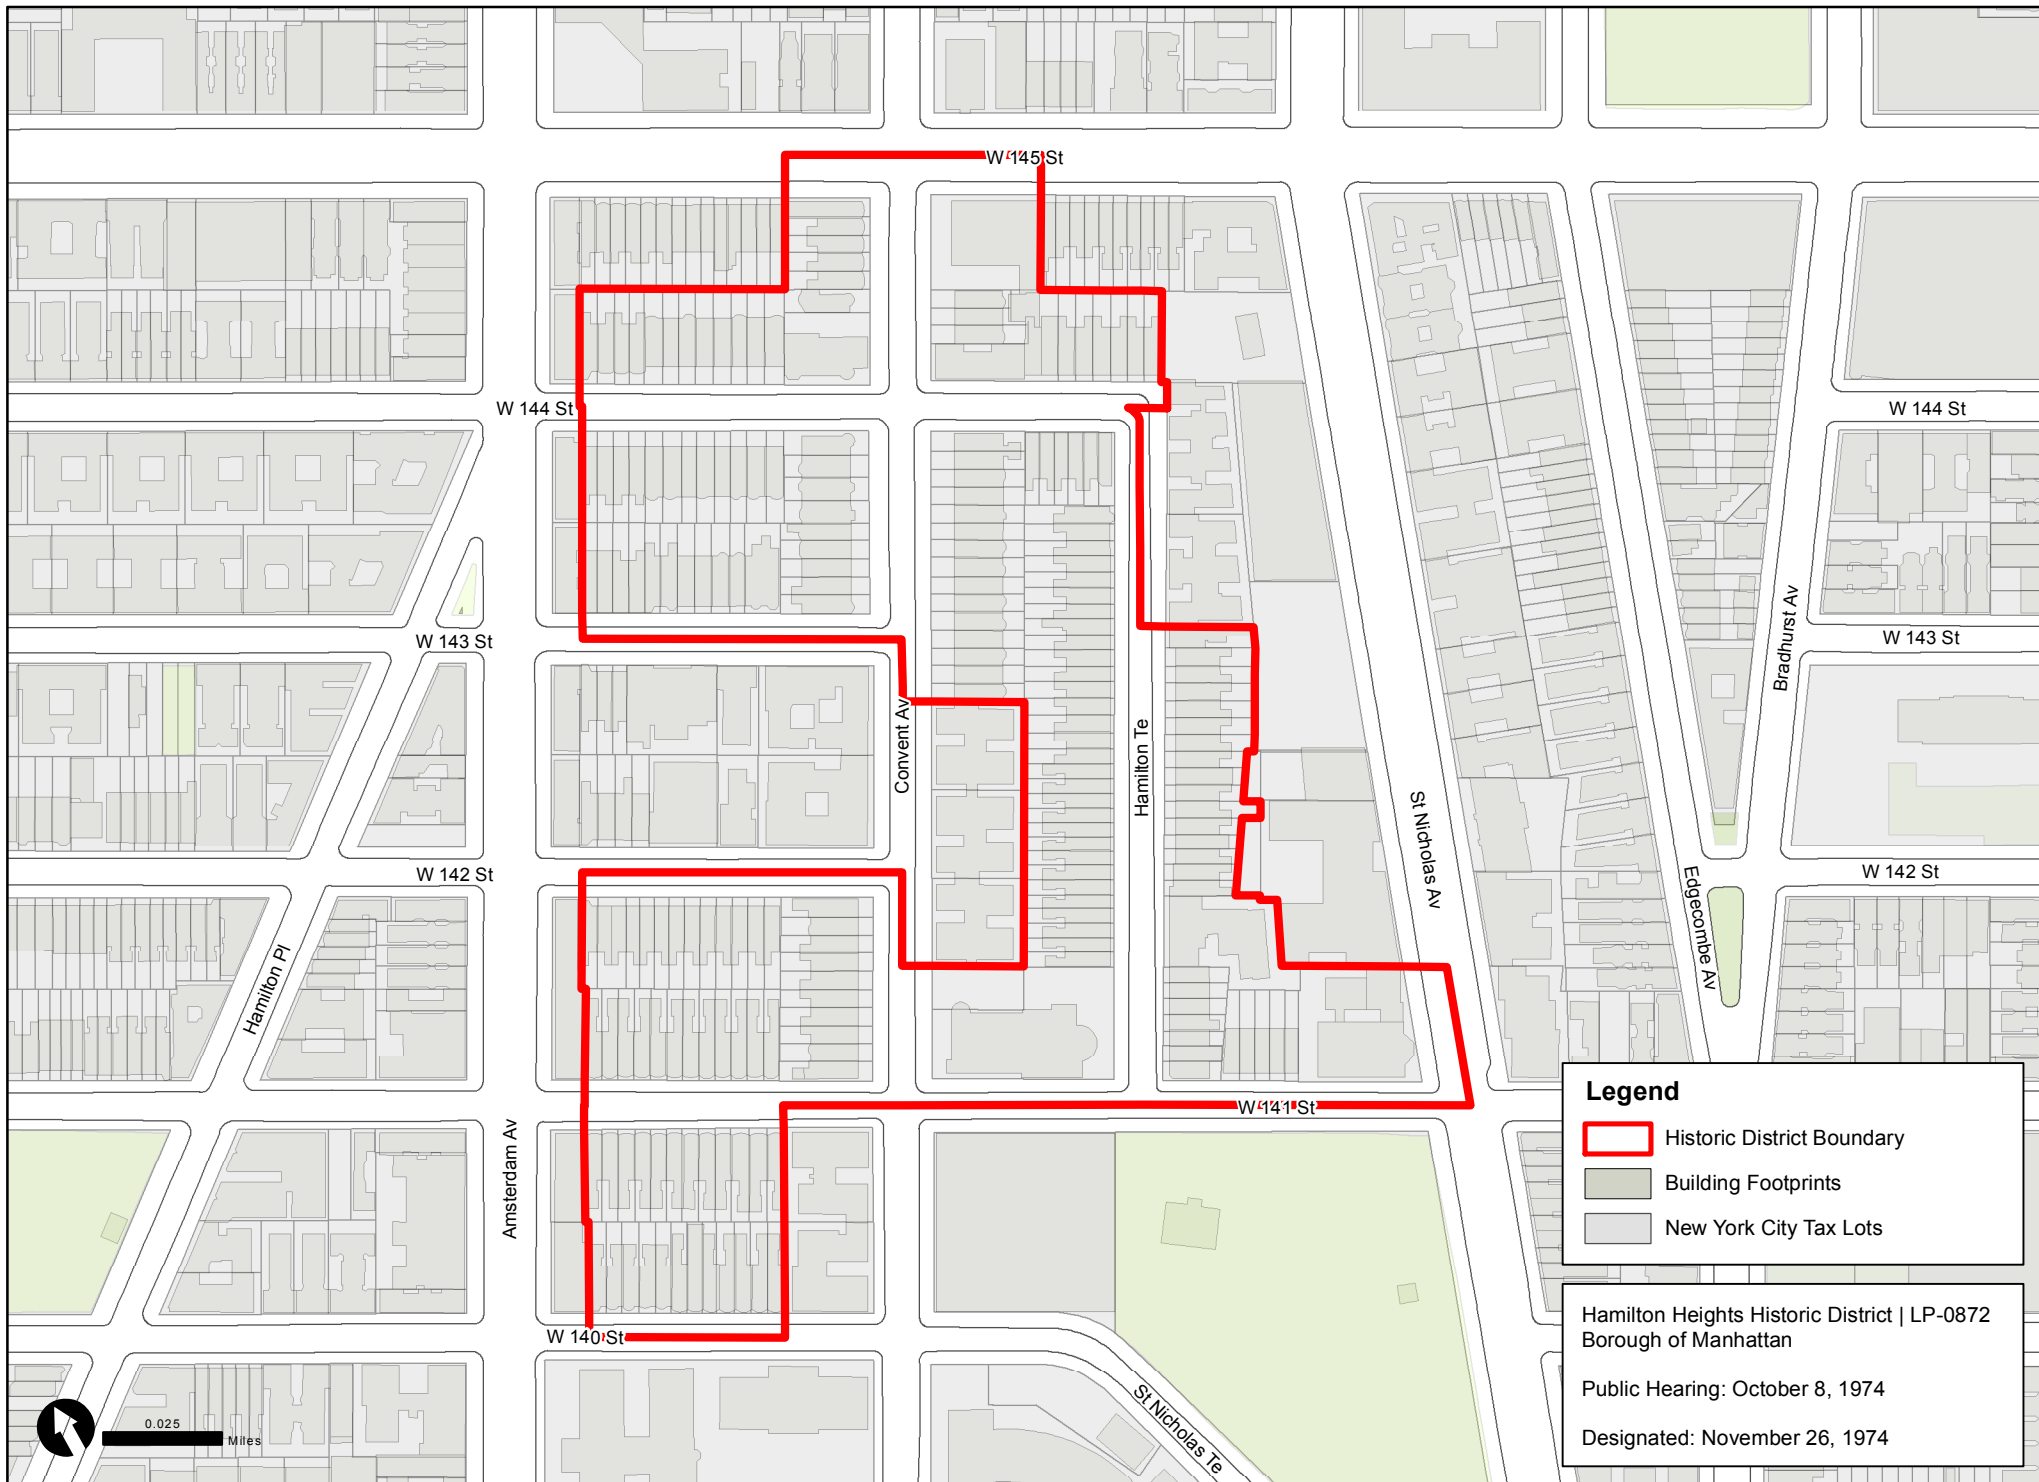 W 145 St
W 144 St
W 144 St
W 143 St
W 143 St
Bradhurst Av
Convent Av
Hamilton Te
St Nicholas Av
W 142 St
W 142 St
Edgecombe Av
Hamilton Pl
W 141 St
Amsterdam Av
W 140 St
St Nicholas Te
0.025
Miles
Legend
Historic District Boundary
Building Footprints
New York City Tax Lots
Hamilton Heights Historic District | LP-0872
Borough of Manhattan
Public Hearing: October 8, 1974
Designated: November 26, 1974